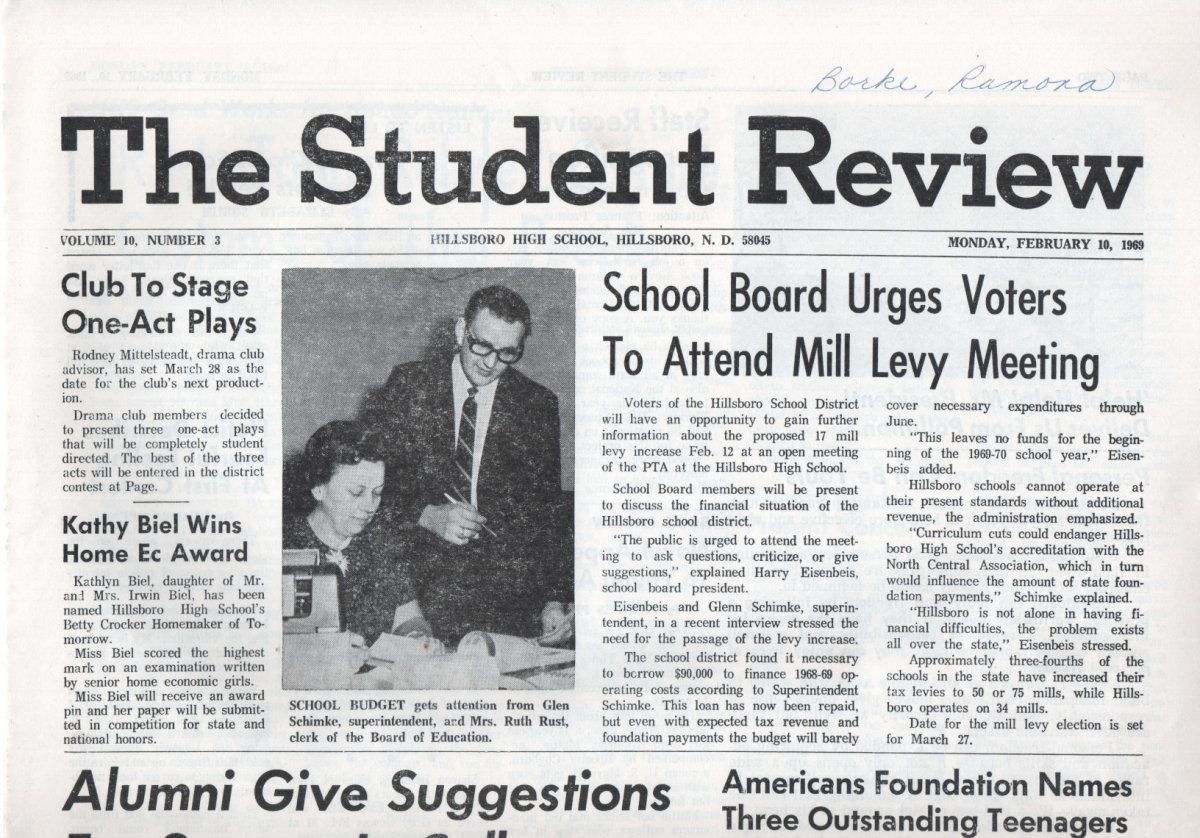 Borke, Ramona
The Student Review
VOLUME 10, NUMBER 3
HILLSBORO HIGH SCHOOL, HILLSBORO, N. D. 58045
MONDAY, FEBRUARY 10, 1969
Club To Stage
One-Act Plays
Rodney Mittelsteadt, drama club
advisor, has set March 28 as the
date for the club's next product-
ion.
Drama club members decided
to present three one-act plays
that will be completely student
directed. The best of the three
acts will be entered in the district
contest at Page.
Kathy Biel Wins
Home Ec Award
Kathlyn Biel, daughter of Mr.
and Mrs. Irwin Biel, has been
named Hillsboro High School's
Betty Crocker Homemaker of To-
morrow.
Miss Biel scored the highest
mark on an examination written
by senior home economic girls.
Miss Biel will receive an award
pin and her paper will be submit-
ted in competition for state and
national honors.
SCHOOL BUDGET gets attention from Glen
Schimke, superintendent, and Mrs. Ruth Rust,
clerk of the Board of Education.
School Board Urges Voters
To Attend Mill Levy Meeting
Voters of the Hillsboro School District
will have an opportunity to gain further
information about the proposed 17 mill
levy increase Feb. 12 at an open meeting
of the PTA at the Hillsboro High School.
School Board members will be present
to discuss the financial situation of the
Hillsboro school district.
"The public is urged to attend the meet-
ing to ask questions, criticize, or give
suggestions," explained Harry Eisenbeis,
school board president.
Eisenbeis and Glenn Schimke, superin-
tendent, in a recent interview stressed the
need for the passage of the levy increase.
The school district found it necessary
to borrow $90,000 to finance 1968-69 op-
erating costs according to Superintendent
Schimke. This loan has now been repaid,
but even with expected tax revenue and
foundation payments the budget will barely
cover necessary expenditures through
June.
"This leaves no funds for the begin-
ning of the 1969-70 school year," Eisen-
beis added.
Hillsboro schools cannot operate at
their present standards without additional
revenue, the administration emphasized.
"Curriculum cuts could endanger Hills-
boro High School's accreditation with the
North Central Association, which in turn
would influence the amount of state foun-
dation payments," Schimke explained.
"Hillsboro is not alone in having fi-
nancial difficulties, the problem exists
all over the state," Eisenbeis stressed.
Approximately three-fourths of the
schools in the state have increased their
tax levies to 50 or 75 mills, while Hills-
boro operates on 34 mills.
Date for the mill levy election is set
for March 27.
Alumni Give Suggestions
Americans Foundation Names
Three Outstanding Teenagers